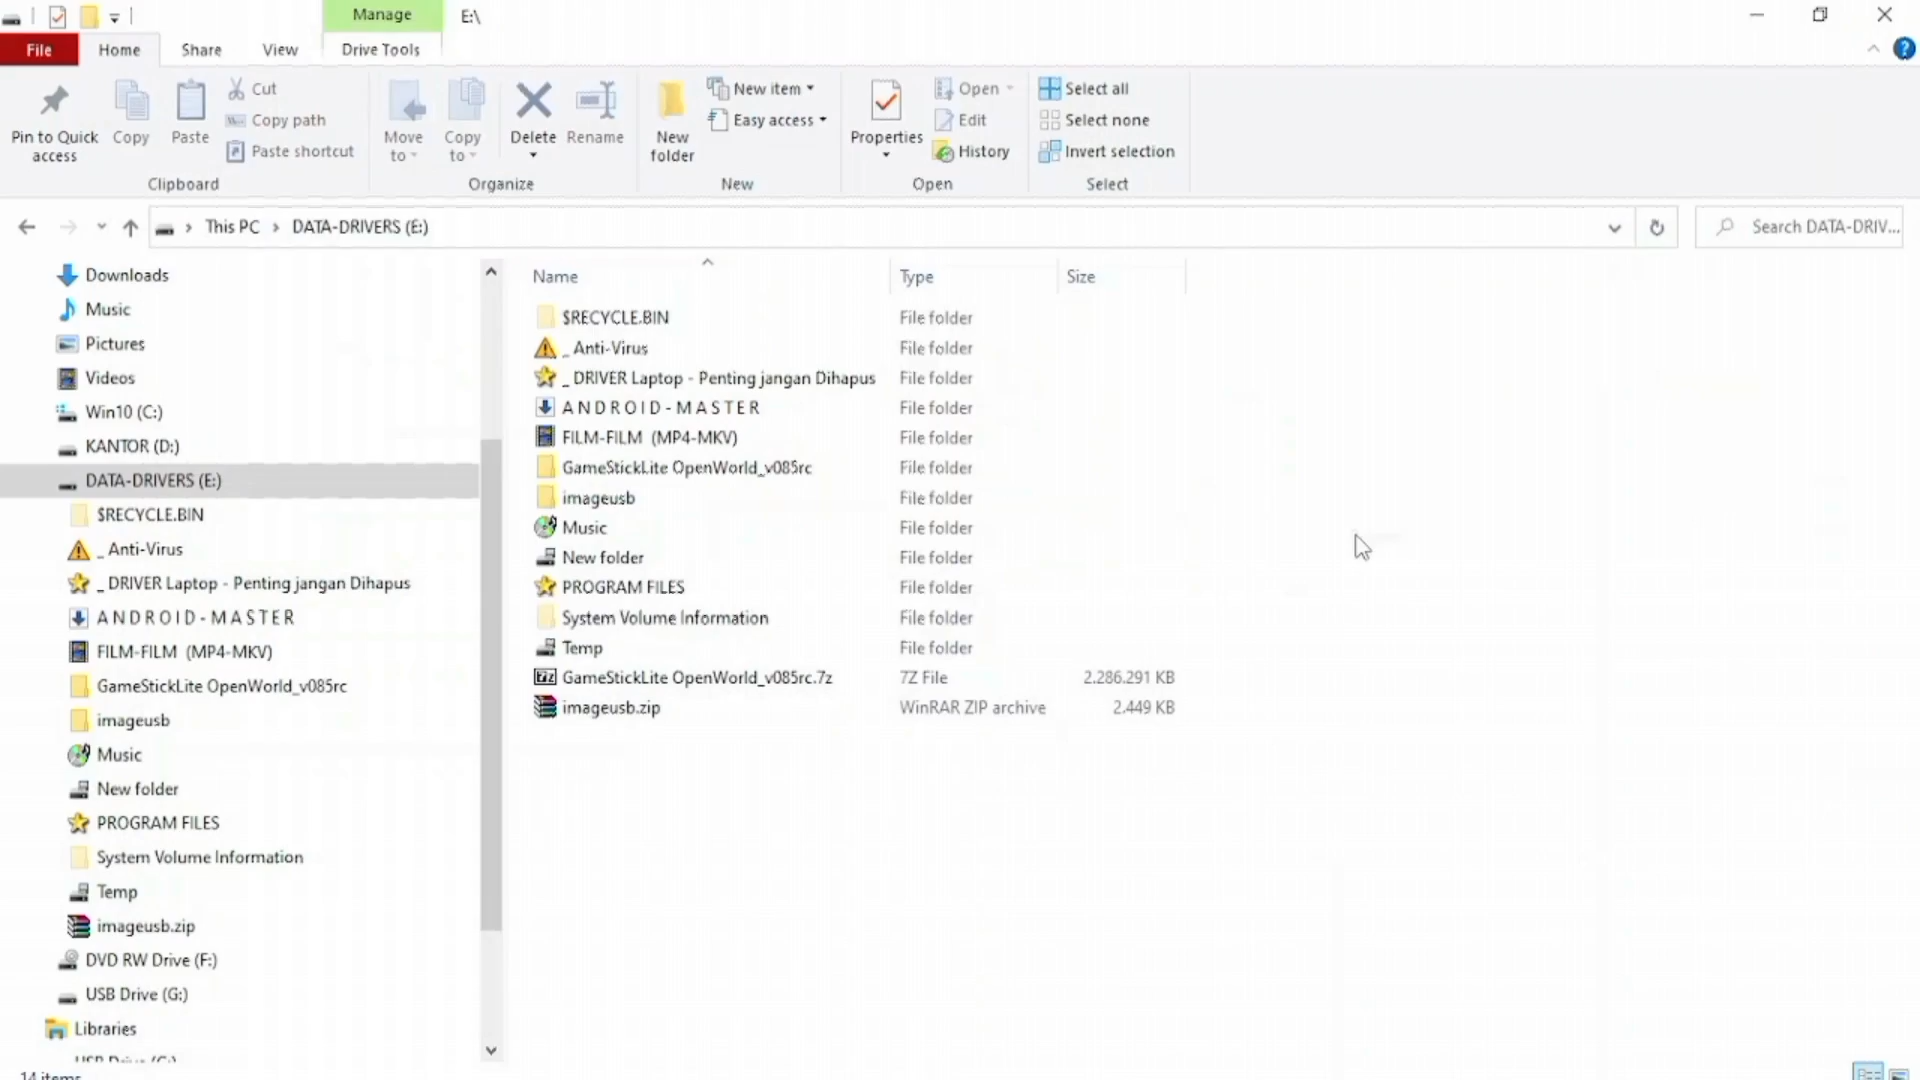 Manage
E:\
File
Home
Share
View
Drive Tools
Pin to Quick access
Copy
Paste
Cut
Copy path
Paste shortcut
Clipboard
Move to
Copy to
Delete
Rename
Organize
New folder
New item
Easy access
New
Properties
Open
Edit
History
Open
Select all
Select none
Invert selection
Select
This PC > DATA-DRIVERS (E:)
Search DATA-DRIV...
Downloads
Music
Pictures
Videos
Win10 (C:)
KANTOR (D:)
DATA-DRIVERS (E:)
$RECYCLE.BIN
_ Anti-Virus
_ DRIVER Laptop - Penting jangan Dihapus
A N D R O I D - M A S T E R
FILM-FILM (MP4-MKV)
GameStickLite OpenWorld_v085rc
imageusb
Music
New folder
PROGRAM FILES
System Volume Information
Temp
imageusb.zip
DVD RW Drive (F:)
USB Drive (G:)
Libraries
USB Drive (G:)
Name Type Size
$RECYCLE.BIN File folder
_ Anti-Virus File folder
_ DRIVER Laptop - Penting jangan Dihapus File folder
A N D R O I D - M A S T E R File folder
FILM-FILM (MP4-MKV) File folder
GameStickLite OpenWorld_v085rc File folder
imageusb File folder
Music File folder
New folder File folder
PROGRAM FILES File folder
System Volume Information File folder
Temp File folder
GameStickLite OpenWorld_v085rc.7z 7Z File 2.286.291 KB
imageusb.zip WinRAR ZIP archive 2.449 KB
14 items